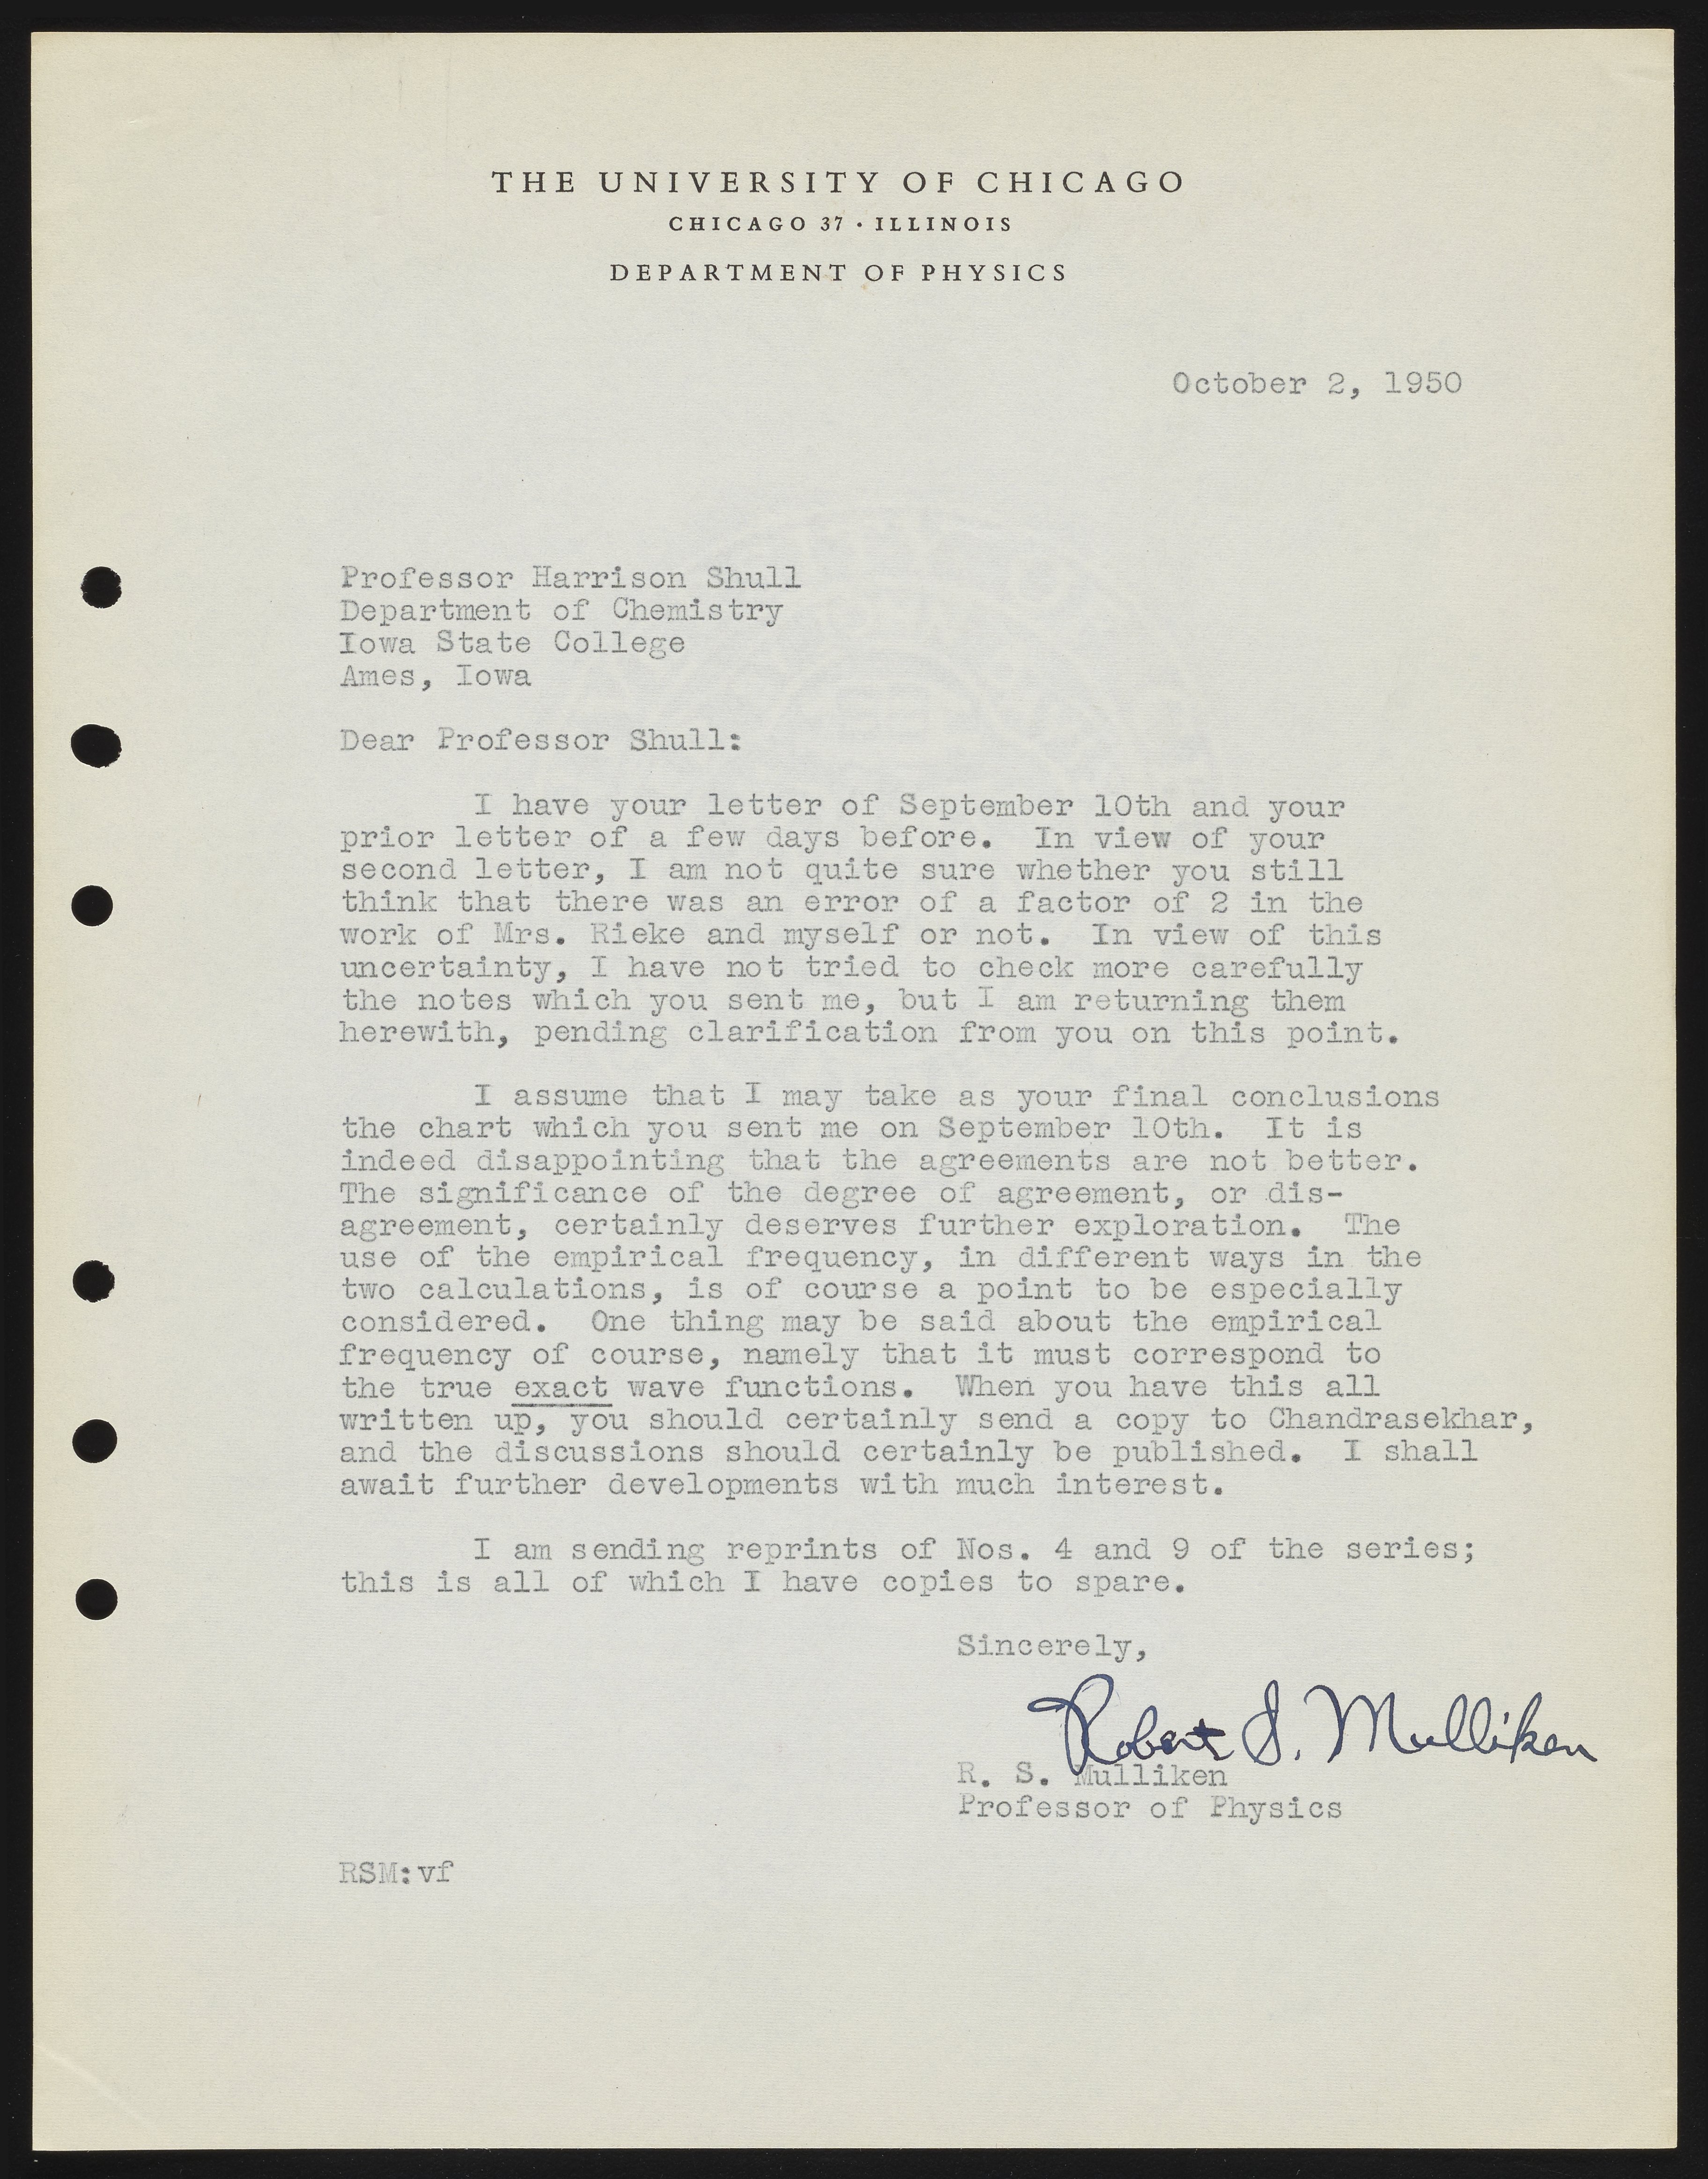 THE UNIVERSITY OF CHICAGO
CHICAGO 37 · ILLINOIS
DEPARTMENT OF PHYSICS
October 2, 1950
Professor Harrison Shull
Department of Chemistry
Iowa State College
Ames, Iowa
Dear Professor Shull:
I have your letter of September 10th and your
prior letter of a few days before. In view of your
second letter, I am not quite sure whether you still
think that there was an error of a factor of 2 in the
work of Mrs. Rieke and myself or not. In view of this
uncertainty, I have not tried to check more carefully
the notes which you sent me, but I am returning them
herewith, pending clarification from you on this point.
I assume that I may take as your final conclusions
the chart which you sent me on September 10th. It is
indeed disappointing that the agreements are not better.
The significance of the degree of agreement, or dis-
agreement, certainly deserves further exploration. The
use of the empirical frequency, in different ways in the
two calculations, is of course a point to be especially
considered. One thing may be said about the empirical
frequency of course, namely that it must correspond to
the true exact wave functions. When you have this all
written up, you should certainly send a copy to Chandrasekhar,
and the discussions should certainly be published. I shall
await further developments with much interest.
I am sending reprints of Nos. 4 and 9 of the series;
this is all of which I have copies to spare.
Sincerely,
Robert S. Mulliken
R. S. Mulliken
Professor of Physics
RSM:vf